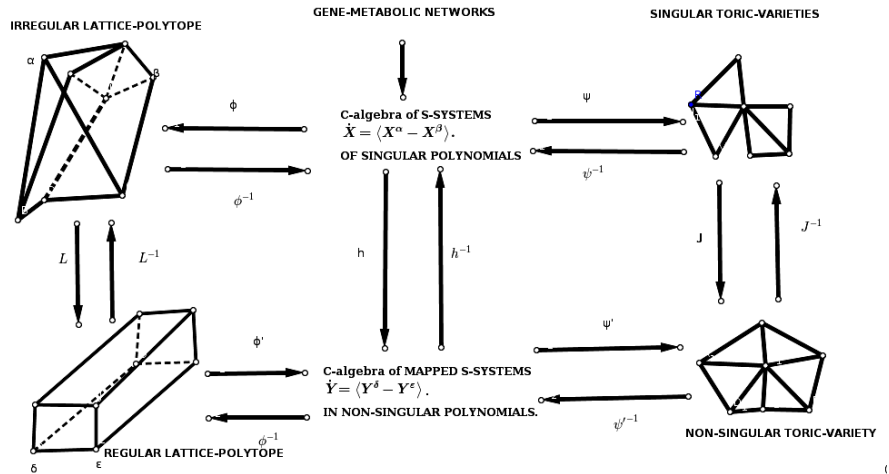 GENE-METABOLIC NETWORKS
IRREGULAR LATTICE-POLYTOPE
SINGULAR TORIC-VARIETIES
α
β
ϕ
C-algebra of S-SYSTEMS
Ẋ = ⟨X^α − X^β⟩.
OF SINGULAR POLYNOMIALS
ψ
ϕ⁻¹
ψ⁻¹
L
L⁻¹
h
h⁻¹
J
J⁻¹
ϕ'
C-algebra of MAPPED S-SYSTEMS
Ẏ = ⟨Y^δ − Y^ε⟩.
IN NON-SINGULAR POLYNOMIALS.
ψ'
ϕ⁻¹
ψ'⁻¹
REGULAR LATTICE-POLYTOPE
NON-SINGULAR TORIC-VARIETY
δ
ε